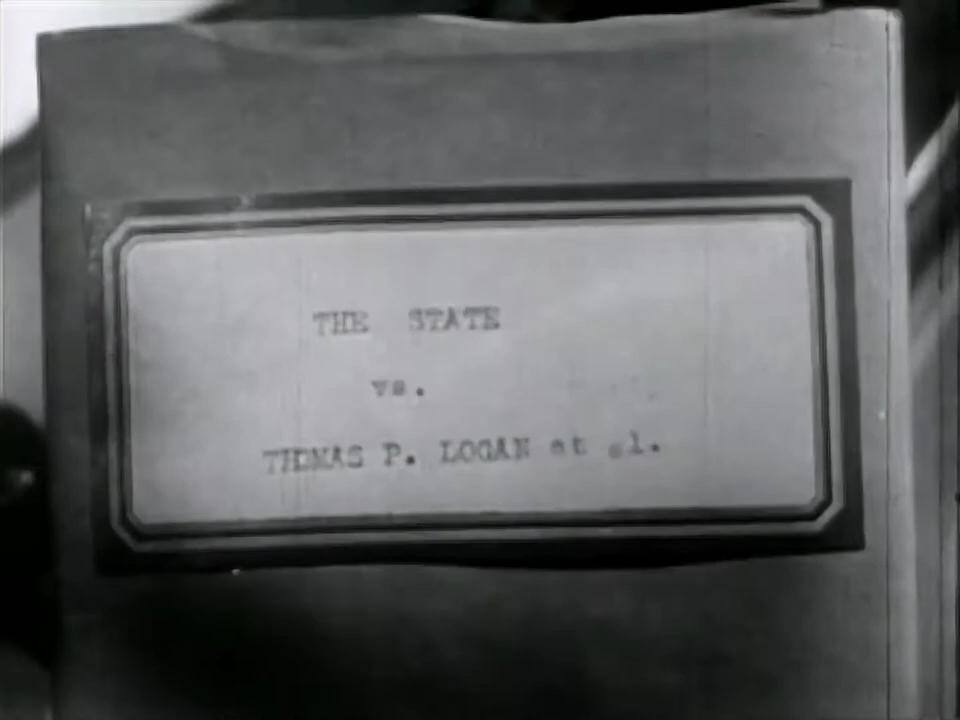 THE STATE
vs.
THOMAS P. LOGAN et al.